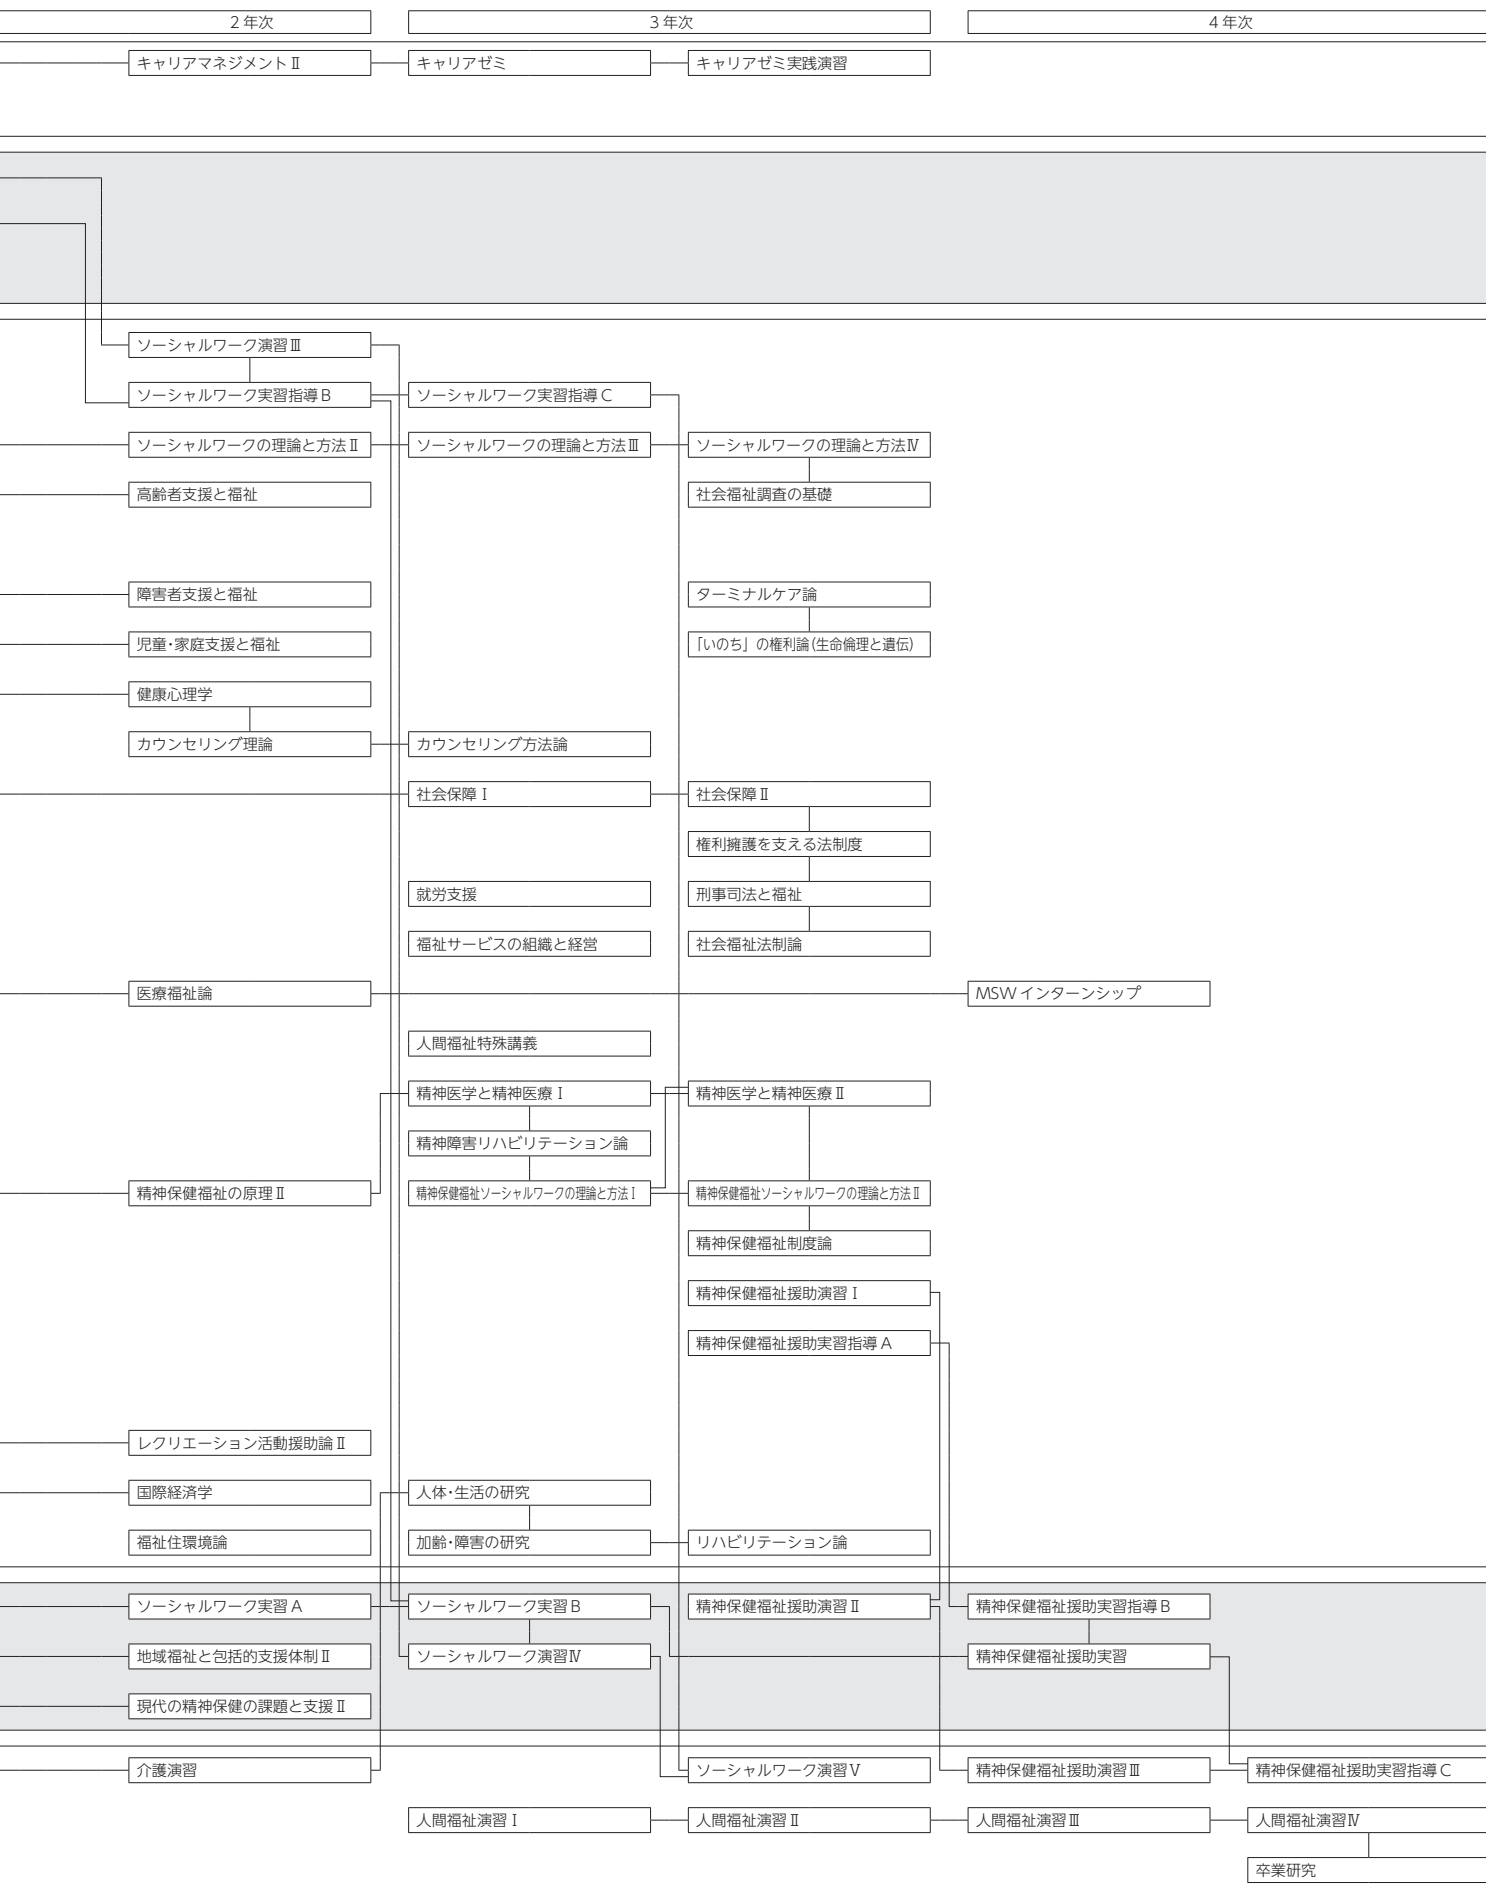 2年次 3年次 4年次
キャリアマネジメントⅡ キャリアゼミ キャリアゼミ実践演習
ソーシャルワーク演習Ⅲ
ソーシャルワーク実習指導B ソーシャルワーク実習指導C
ソーシャルワークの理論と方法Ⅱ ソーシャルワークの理論と方法Ⅲ ソーシャルワークの理論と方法Ⅳ
高齢者支援と福祉 社会福祉調査の基礎
障害者支援と福祉 ターミナルケア論
児童・家庭支援と福祉 「いのち」の権利論(生命倫理と遺伝)
健康心理学
カウンセリング理論 カウンセリング方法論
社会保障Ⅰ 社会保障Ⅱ
権利擁護を支える法制度
就労支援 刑事司法と福祉
福祉サービスの組織と経営 社会福祉法制論
医療福祉論 MSWインターンシップ
人間福祉特殊講義
精神医学と精神医療Ⅰ 精神医学と精神医療Ⅱ
精神障害リハビリテーション論
精神保健福祉の原理Ⅱ 精神保健福祉ソーシャルワークの理論と方法Ⅰ 精神保健福祉ソーシャルワークの理論と方法Ⅱ
精神保健福祉制度論
精神保健福祉援助演習Ⅰ
精神保健福祉援助実習指導A
レクリエーション活動援助論Ⅱ
国際経済学 人体・生活の研究
福祉住環境論 加齢・障害の研究 リハビリテーション論
ソーシャルワーク実習A ソーシャルワーク実習B 精神保健福祉援助演習Ⅱ 精神保健福祉援助実習指導B
地域福祉と包括的支援体制Ⅱ ソーシャルワーク演習Ⅳ 精神保健福祉援助実習
現代の精神保健の課題と支援Ⅱ
介護演習 ソーシャルワーク演習Ⅴ 精神保健福祉援助演習Ⅲ 精神保健福祉援助実習指導C
人間福祉演習Ⅰ 人間福祉演習Ⅱ 人間福祉演習Ⅲ 人間福祉演習Ⅳ
卒業研究